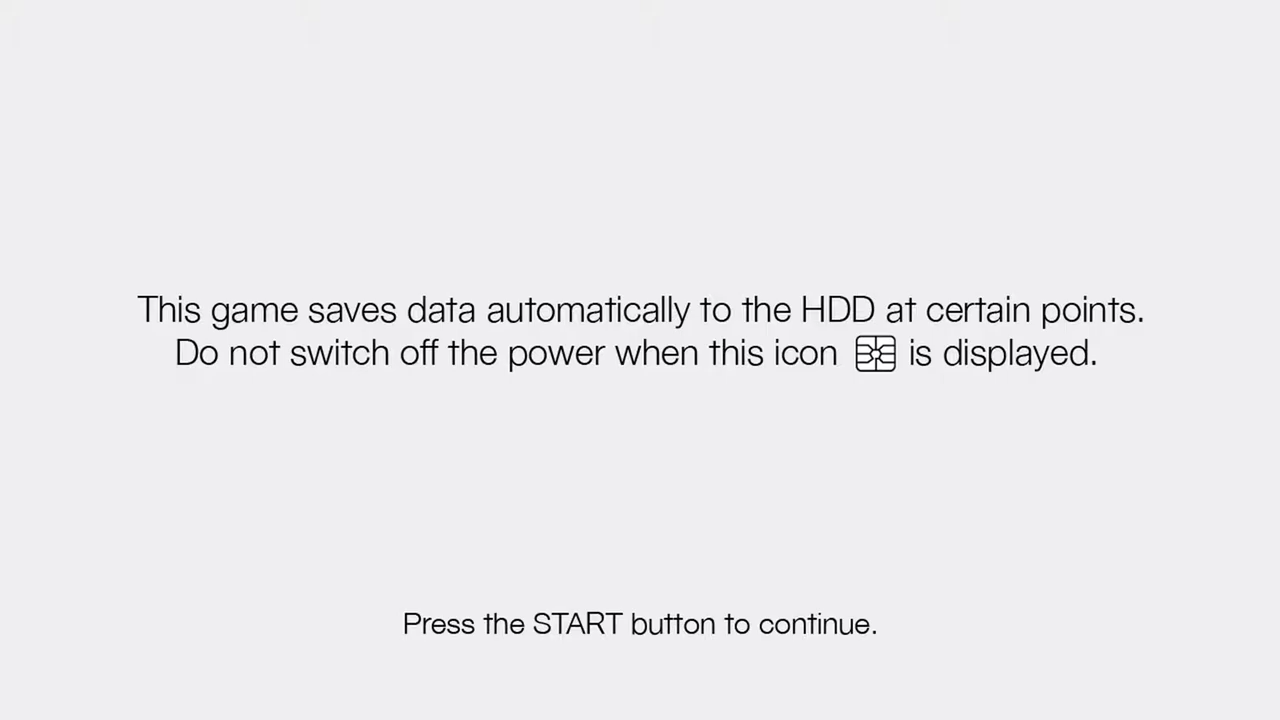 This game saves data automatically to the HDD at certain points.
Do not switch off the power when this icon is displayed.
Press the START button to continue.